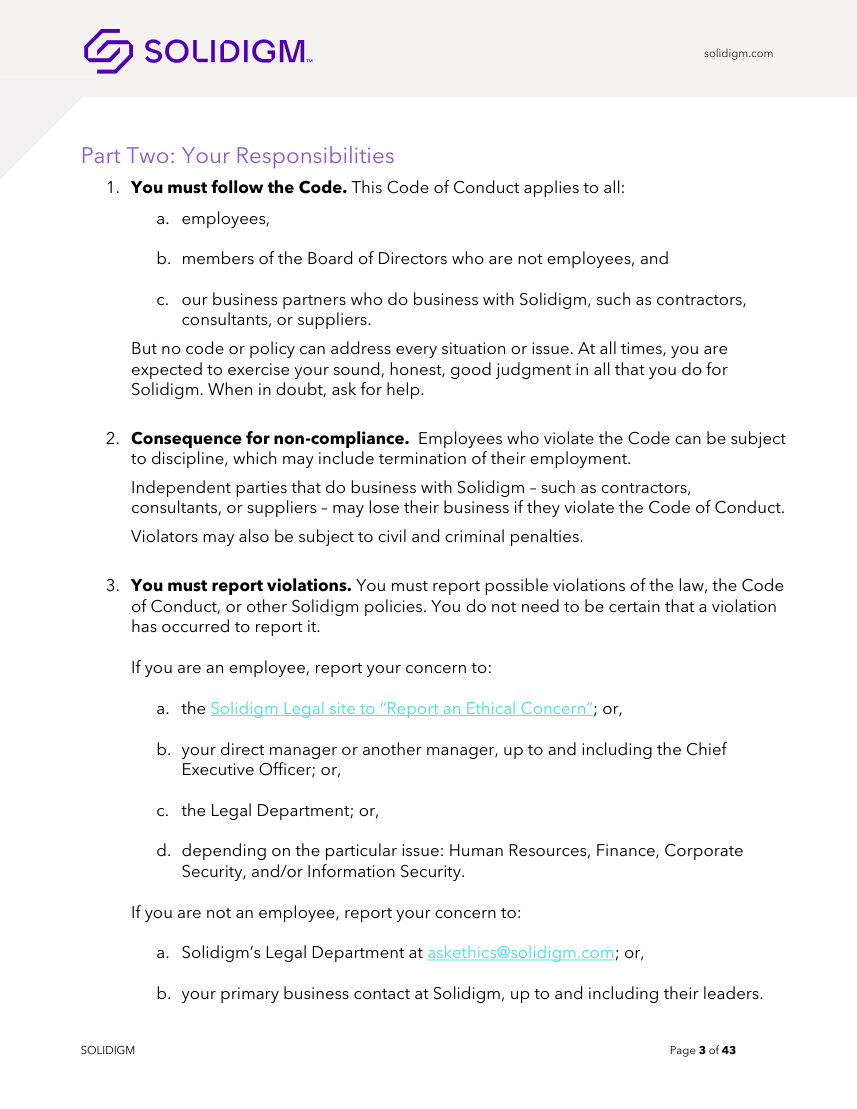 SOLIDIGM™
solidigm.com
Part Two: Your Responsibilities
1. You must follow the Code. This Code of Conduct applies to all:
a. employees,
b. members of the Board of Directors who are not employees, and
c. our business partners who do business with Solidigm, such as contractors,
consultants, or suppliers.
But no code or policy can address every situation or issue. At all times, you are
expected to exercise your sound, honest, good judgment in all that you do for
Solidigm. When in doubt, ask for help.
2. Consequence for non-compliance. Employees who violate the Code can be subject
to discipline, which may include termination of their employment.
Independent parties that do business with Solidigm – such as contractors,
consultants, or suppliers – may lose their business if they violate the Code of Conduct.
Violators may also be subject to civil and criminal penalties.
3. You must report violations. You must report possible violations of the law, the Code
of Conduct, or other Solidigm policies. You do not need to be certain that a violation
has occurred to report it.
If you are an employee, report your concern to:
a. the Solidigm Legal site to “Report an Ethical Concern”; or,
b. your direct manager or another manager, up to and including the Chief
Executive Officer; or,
c. the Legal Department; or,
d. depending on the particular issue: Human Resources, Finance, Corporate
Security, and/or Information Security.
If you are not an employee, report your concern to:
a. Solidigm’s Legal Department at askethics@solidigm.com; or,
b. your primary business contact at Solidigm, up to and including their leaders.
SOLIDIGM
Page 3 of 43